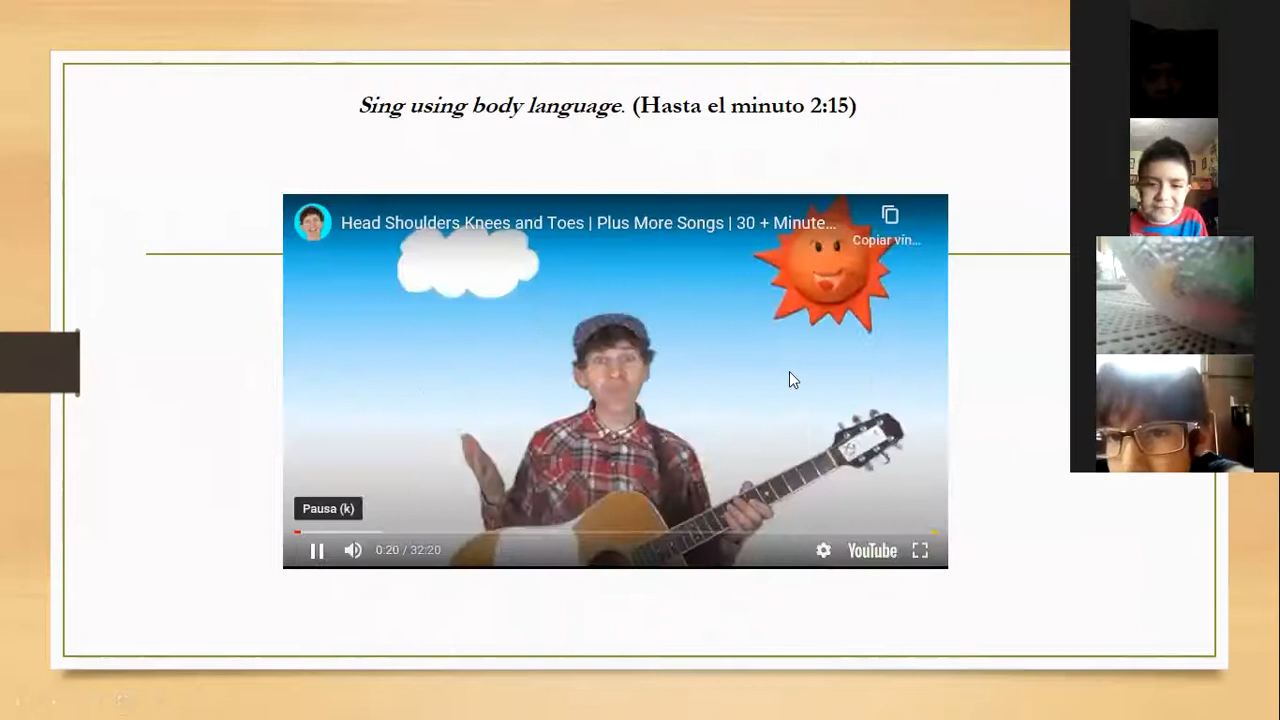 Sing using body language. (Hasta el minuto 2:15)
Head Shoulders Knees and Toes | Plus More Songs | 30 + Minute...
Copiar vín...
Pausa (k)
0:20 / 32:20
YouTube